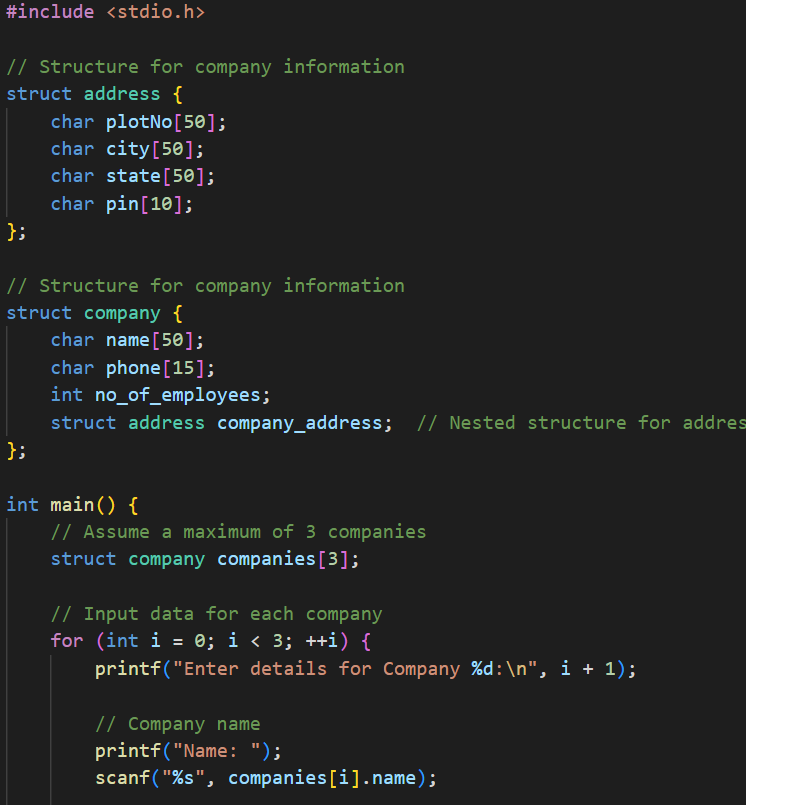 #include <stdio.h>

// Structure for company information
struct address {
    char plotNo[50];
    char city[50];
    char state[50];
    char pin[10];
};

// Structure for company information
struct company {
    char name[50];
    char phone[15];
    int no_of_employees;
    struct address company_address;  // Nested structure for addres
};

int main() {
    // Assume a maximum of 3 companies
    struct company companies[3];

    // Input data for each company
    for (int i = 0; i < 3; ++i) {
        printf("Enter details for Company %d:\n", i + 1);

        // Company name
        printf("Name: ");
        scanf("%s", companies[i].name);